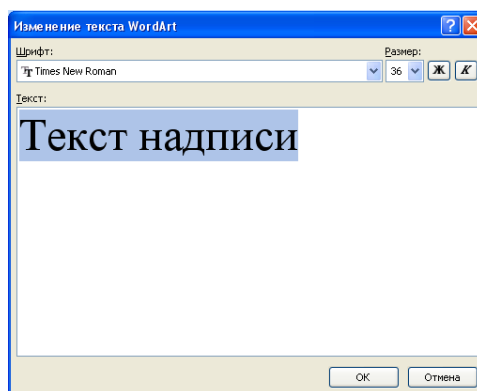 Изменение текста WordArt
Шрифт:
Размер:
Times New Roman
36
Ж
К
Текст:
Текст надписи
ОК
Отмена